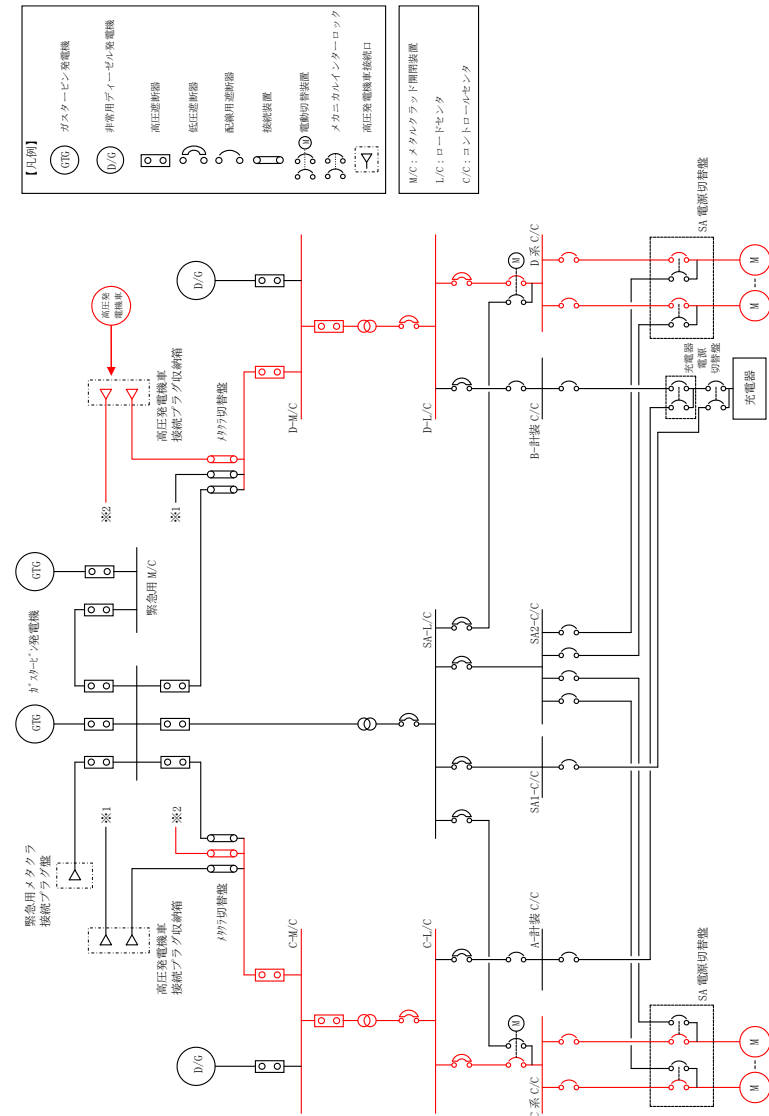 【凡例】
GTG
ガスタービン発電機
D/G
非常用ディーゼル発電機
高圧遮断器
低圧遮断器
配線用遮断器
接続装置
M
電動切替装置
メカニカルインターロック
高圧発電機車接続口
M/C：メタルクラッド開閉装置
L/C：ロードセンタ
C/C：コントロールセンタ
緊急用メタクラ
接続プラグ盤
高圧発電機車
接続プラグ収納箱
※1
※2
メタクラ切替盤
GTG
ガスタービン発電機
GTG
緊急用 M/C
※1
※2
高圧発電機車
接続プラグ収納箱
高圧発
電機車
メタクラ切替盤
D/G
C-M/C
D/G
D-M/C
C-L/C
SA-L/C
D-L/C
M
C 系 C/C
A-計装 C/C
SA1-C/C
SA2-C/C
B-計装 C/C
M
D 系 C/C
SA 電源切替盤
M
M
充電器
電源
切替盤
充電器
SA 電源切替盤
M
M